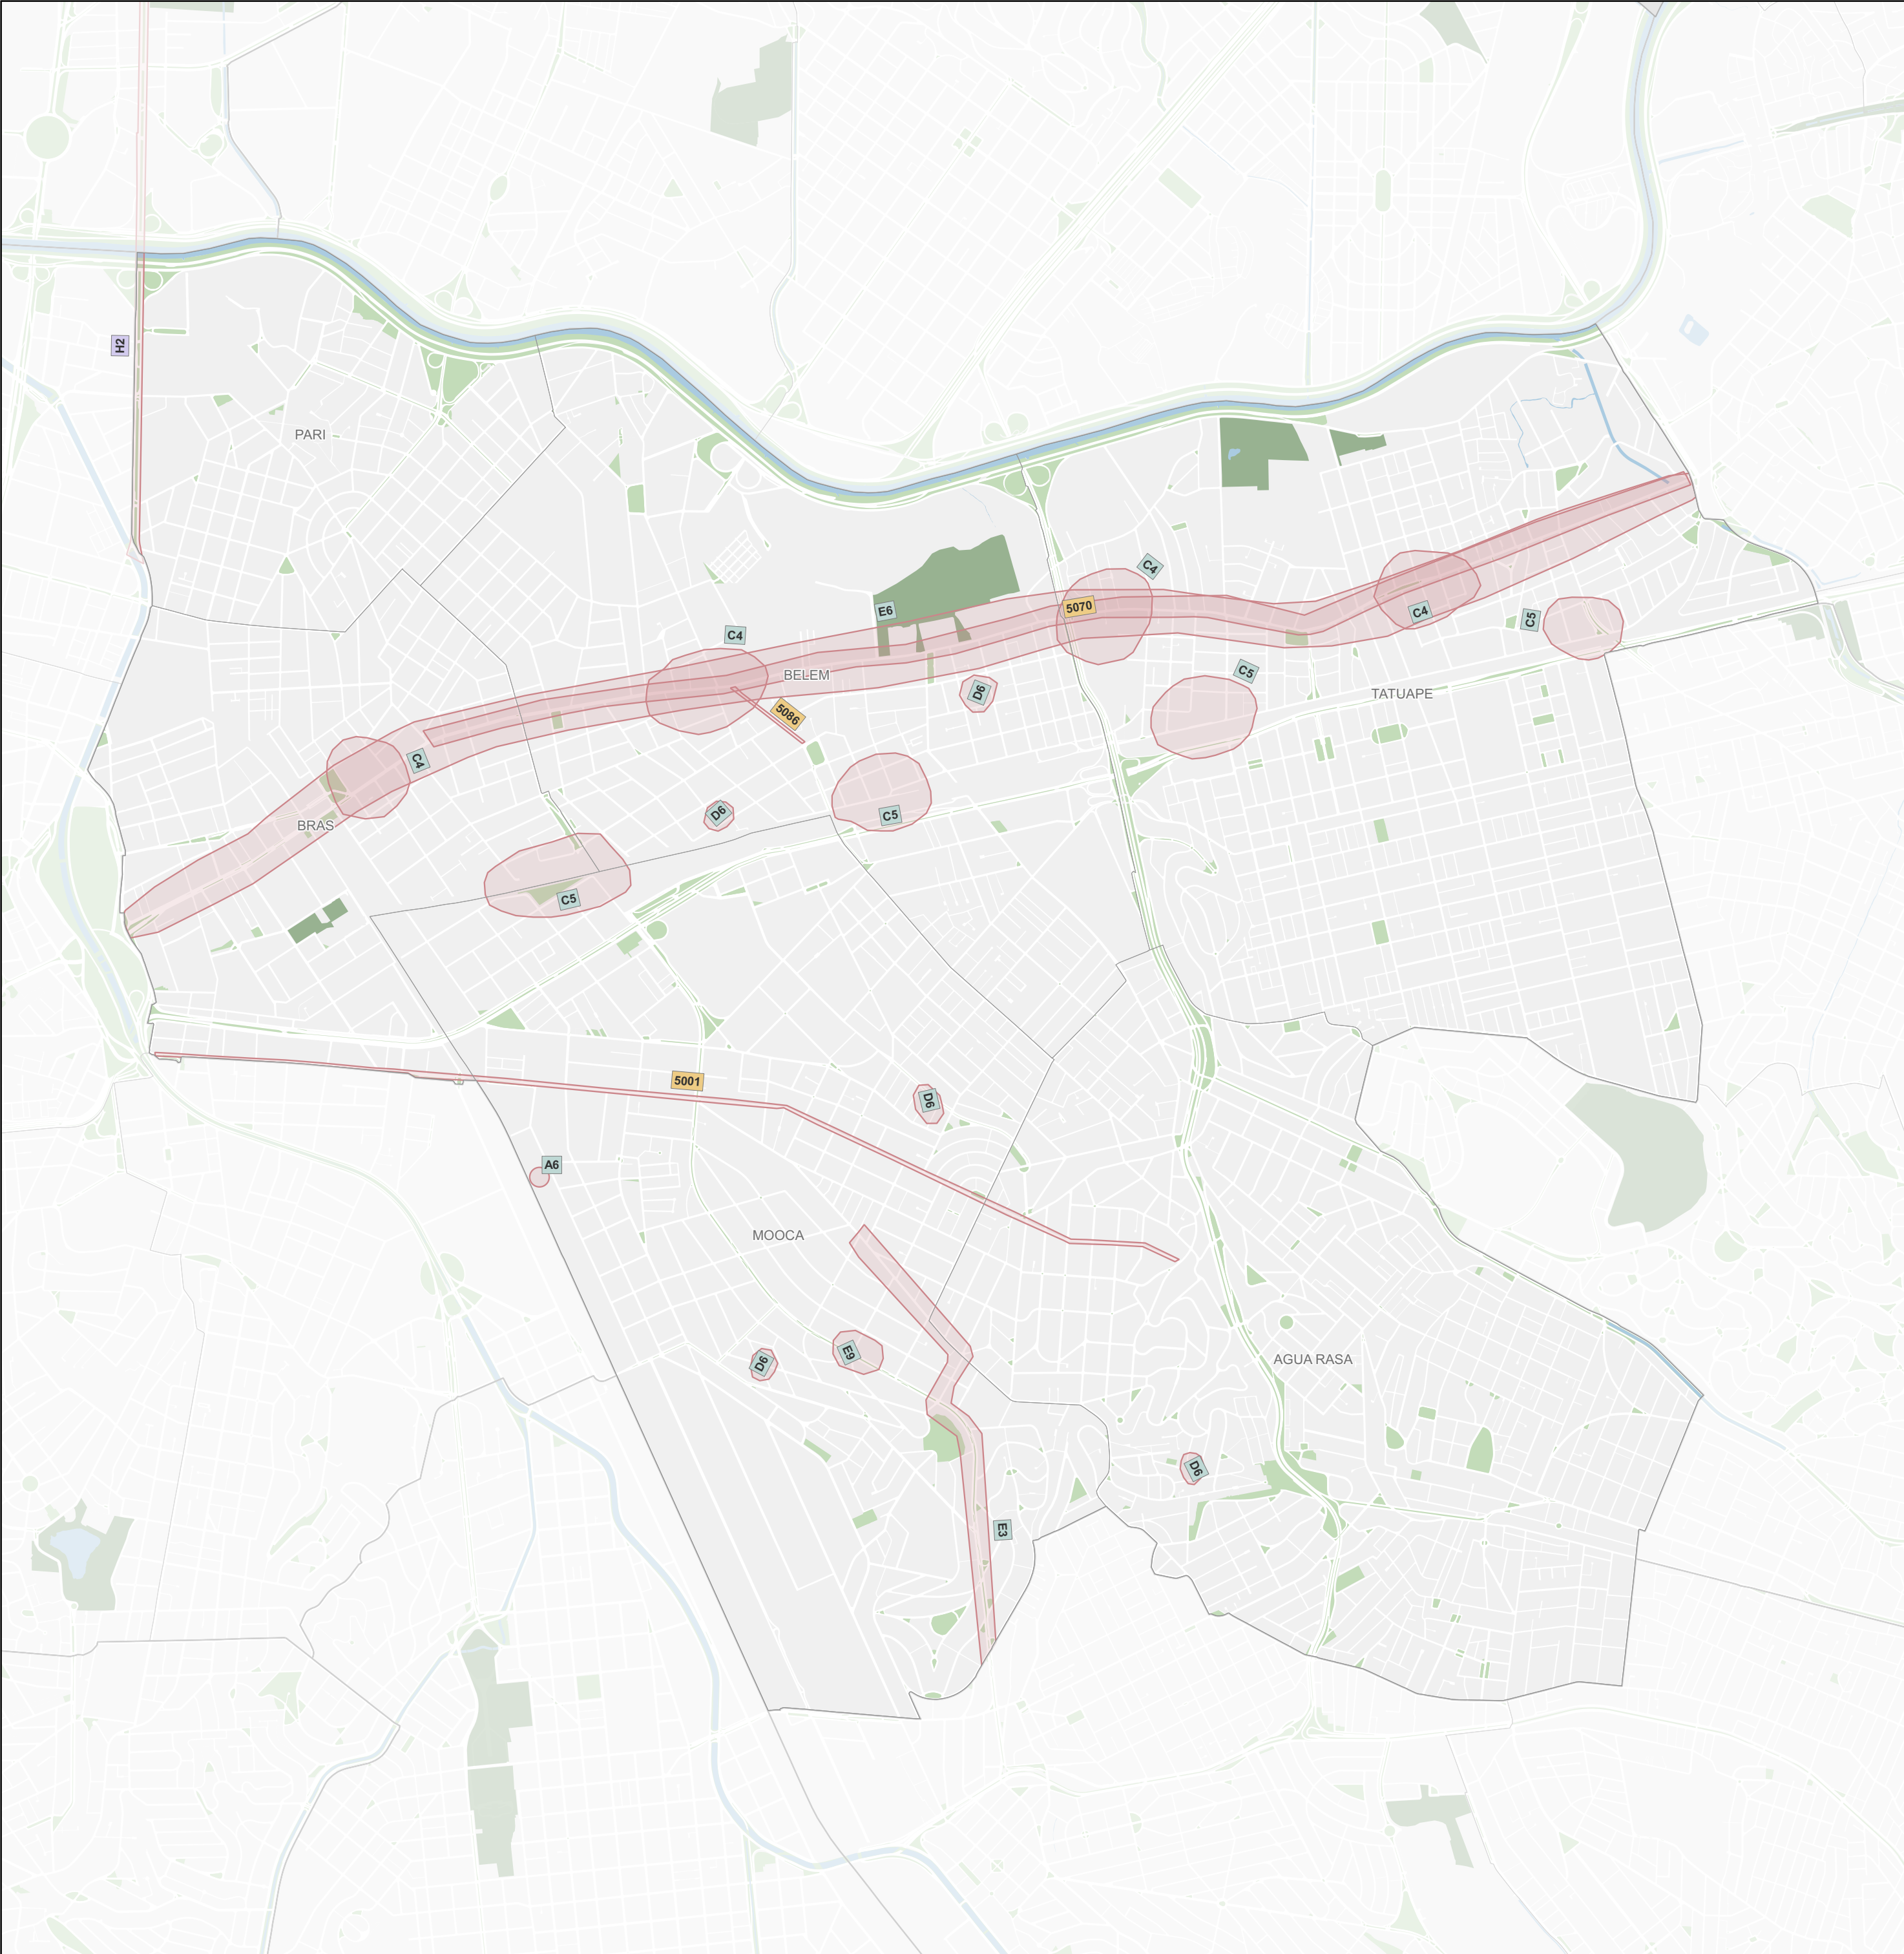 H2
PARI
C4
E6
5070
C4
C4
C5
BELEM
C5
D6
TATUAPE
5086
C4
D6
C5
BRAS
C5
5001
D6
A6
MOOCA
E9
D6
AGUA RASA
D6
E3